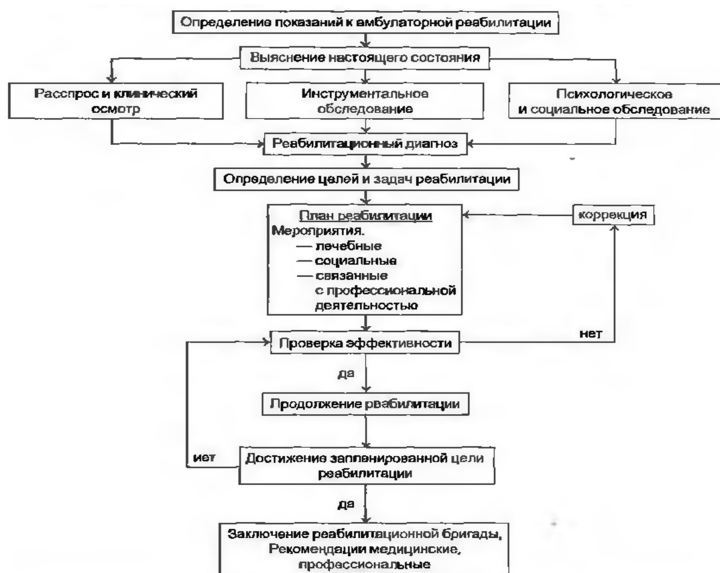 Определение показаний к амбулаторной реабилитации
Выяснение настоящего состояния
Расспрос и клинический
осмотр
Инструментальное
обследование
Психологическое
и социальное обследование
Реабилитационный диагноз
Определение целей и задач реабилитации
План реабилитации
Мероприятия.
— лечебные
— социальные
— связанные
с профессиональной
деятельностью
коррекция
Проверка эффективности
нет
да
Продолжение реабилитации
нет
Достижение запланированной цели
реабилитации
да
Заключение реабилитационной бригады,
Рекомендации медицинские,
профессиональные